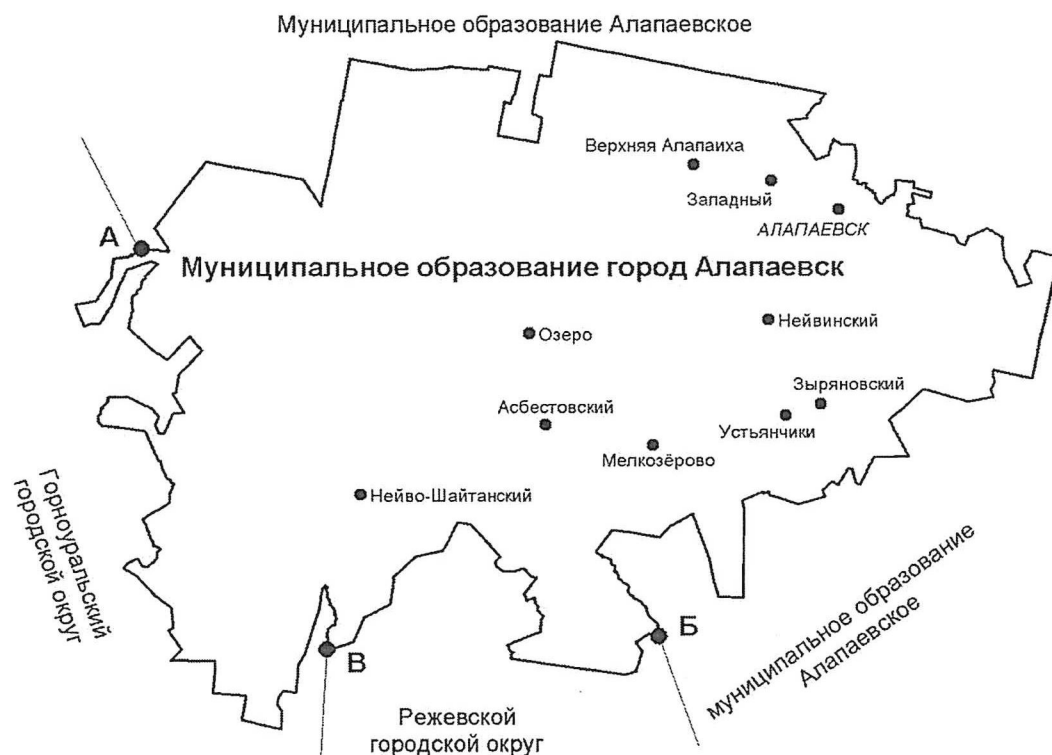 Муниципальное образование Алапаевское
Верхняя Алапаиха
Западный
АЛАПАЕВСК
А
Муниципальное образование город Алапаевск
Нейвинский
Озеро
Зыряновский
Асбестовский
Устьянчики
Мелкозёрово
Нейво-Шайтанский
Горноуральский
городской округ
муниципальное образование
Алапаевское
Б
В
Режевской
городской округ